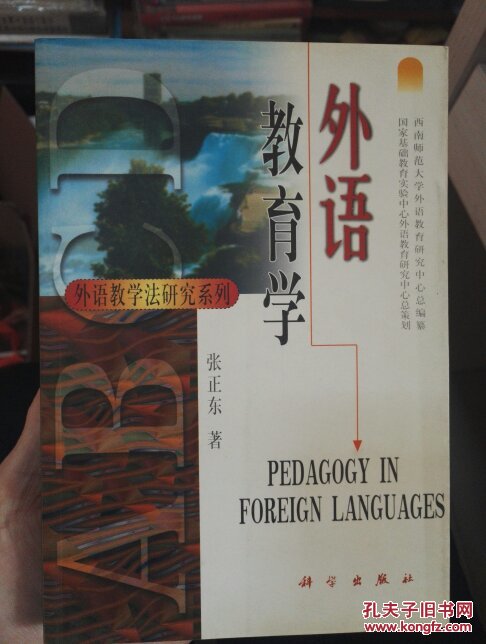 外语
教育学
西南师范大学外语教育研究中心总编纂
国家基础教育实验中心外语教育研究中心总策划
ABCD
外语教学法研究系列
张正东 著
PEDAGOGY IN
FOREIGN LANGUAGES
科学出版社
孔夫子旧书网
kongfz.com